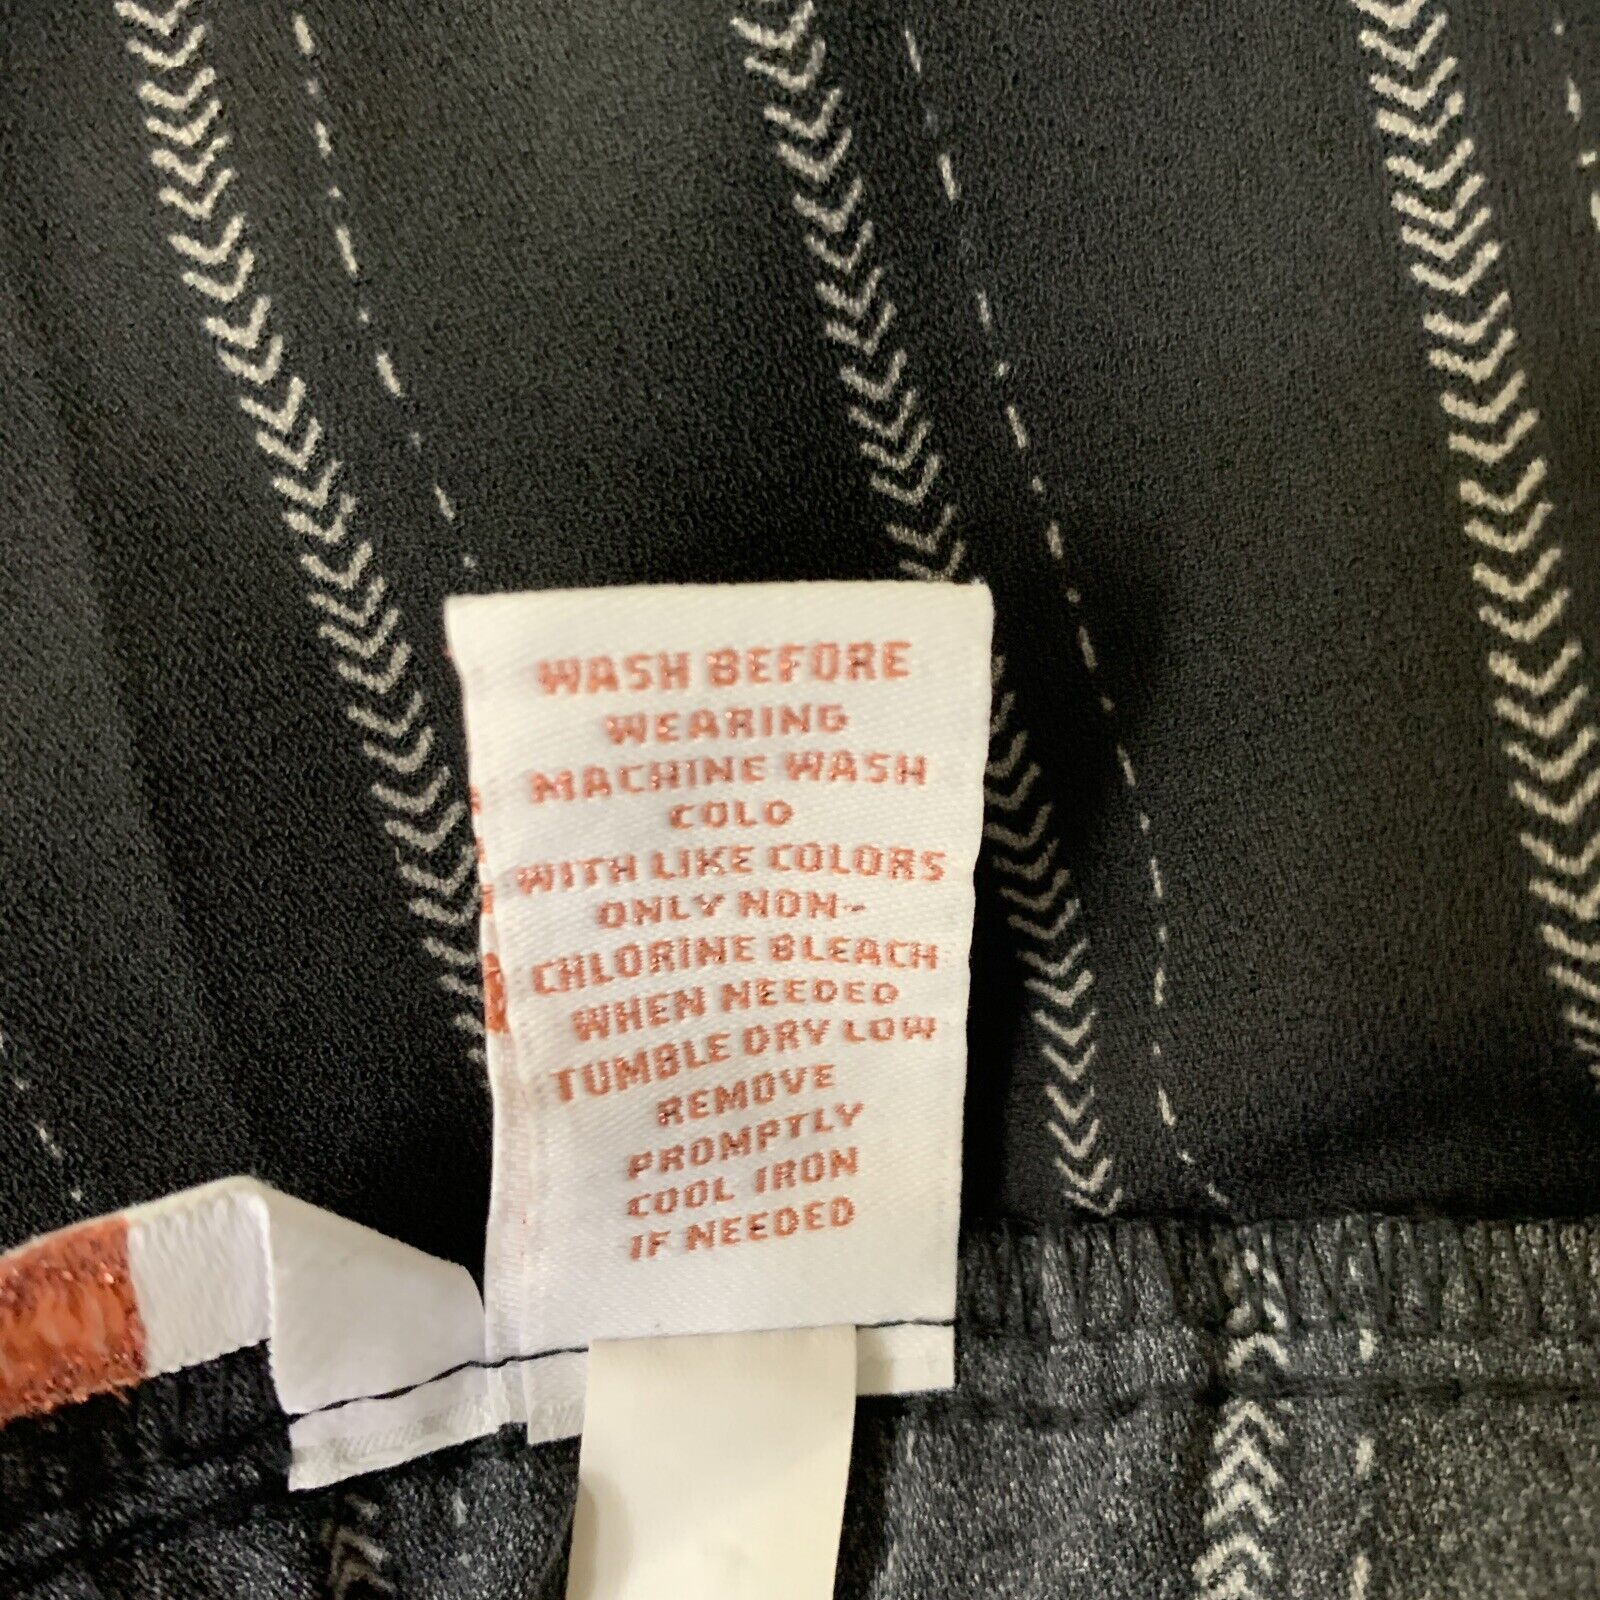 WASH BEFORE
WEARING
MACHINE WASH
COLD
WITH LIKE COLORS
ONLY NON-
CHLORINE BLEACH
WHEN NEEDED
TUMBLE DRY LOW
REMOVE
PROMPTLY
COOL IRON
IF NEEDED